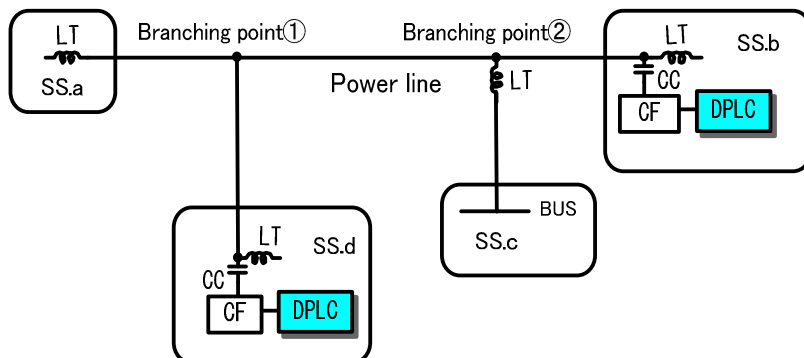 LT
SS.a
Branching point①
Branching point②
Power line
LT
LT
SS.b
CC
CF
DPLC
BUS
SS.c
LT
SS.d
CC
CF
DPLC